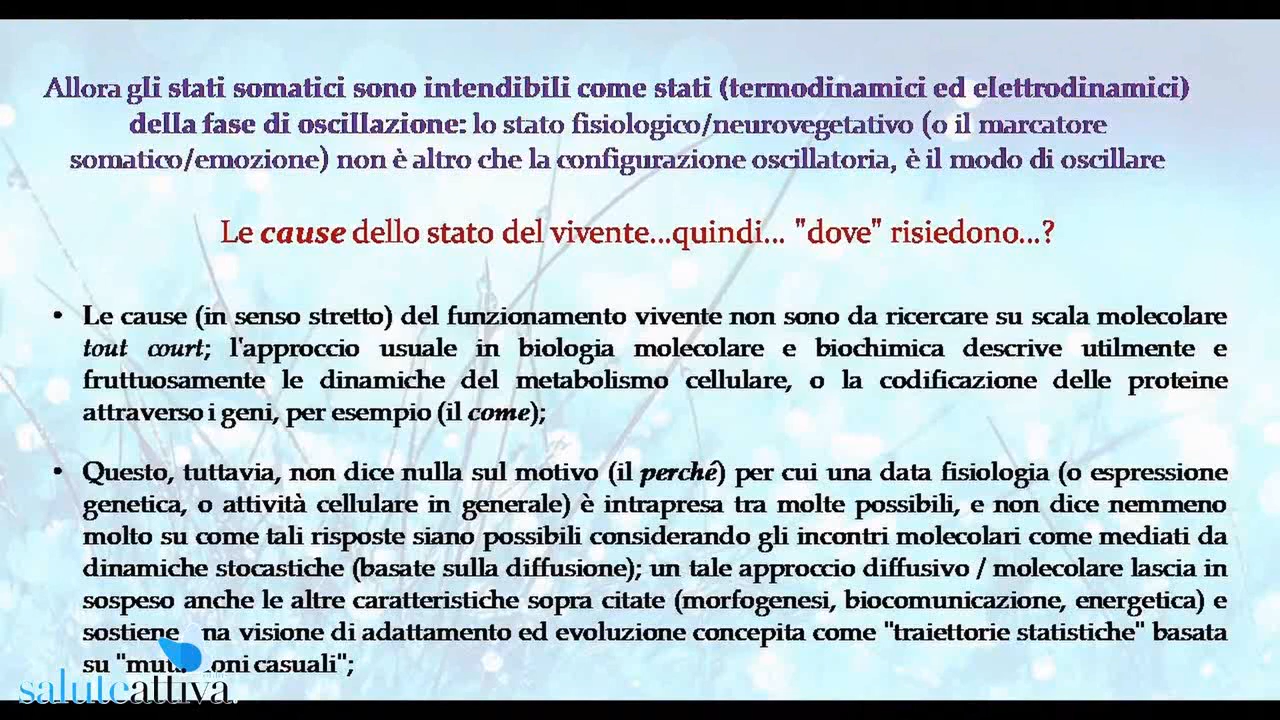 Allora gli stati somatici sono intendibili come stati (termodinamici ed elettrodinamici)
della fase di oscillazione: lo stato fisiologico/neurovegetativo (o il marcatore
somatico/emozione) non è altro che la configurazione oscillatoria, è il modo di oscillare
Le cause dello stato del vivente...quindi... "dove" risiedono...?
• Le cause (in senso stretto) del funzionamento vivente non sono da ricercare su scala molecolare
tout court; l'approccio usuale in biologia molecolare e biochimica descrive utilmente e
fruttuosamente le dinamiche del metabolismo cellulare, o la codificazione delle proteine
attraverso i geni, per esempio (il come);
• Questo, tuttavia, non dice nulla sul motivo (il perché) per cui una data fisiologia (o espressione
genetica, o attività cellulare in generale) è intrapresa tra molte possibili, e non dice nemmeno
molto su come tali risposte siano possibili considerando gli incontri molecolari come mediati da
dinamiche stocastiche (basate sulla diffusione); un tale approccio diffusivo / molecolare lascia in
sospeso anche le altre caratteristiche sopra citate (morfogenesi, biocomunicazione, energetica) e
sostiene na visione di adattamento ed evoluzione concepita come "traiettorie statistiche" basata
su casuali";
saluteattiva.